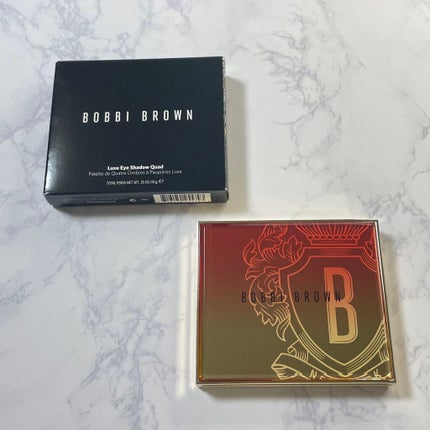 BOBBI BROWN
Luxe Eye Shadow Quad
Palette de Quatre Ombres à Paupières Luxe
BOBBI BROWN
B